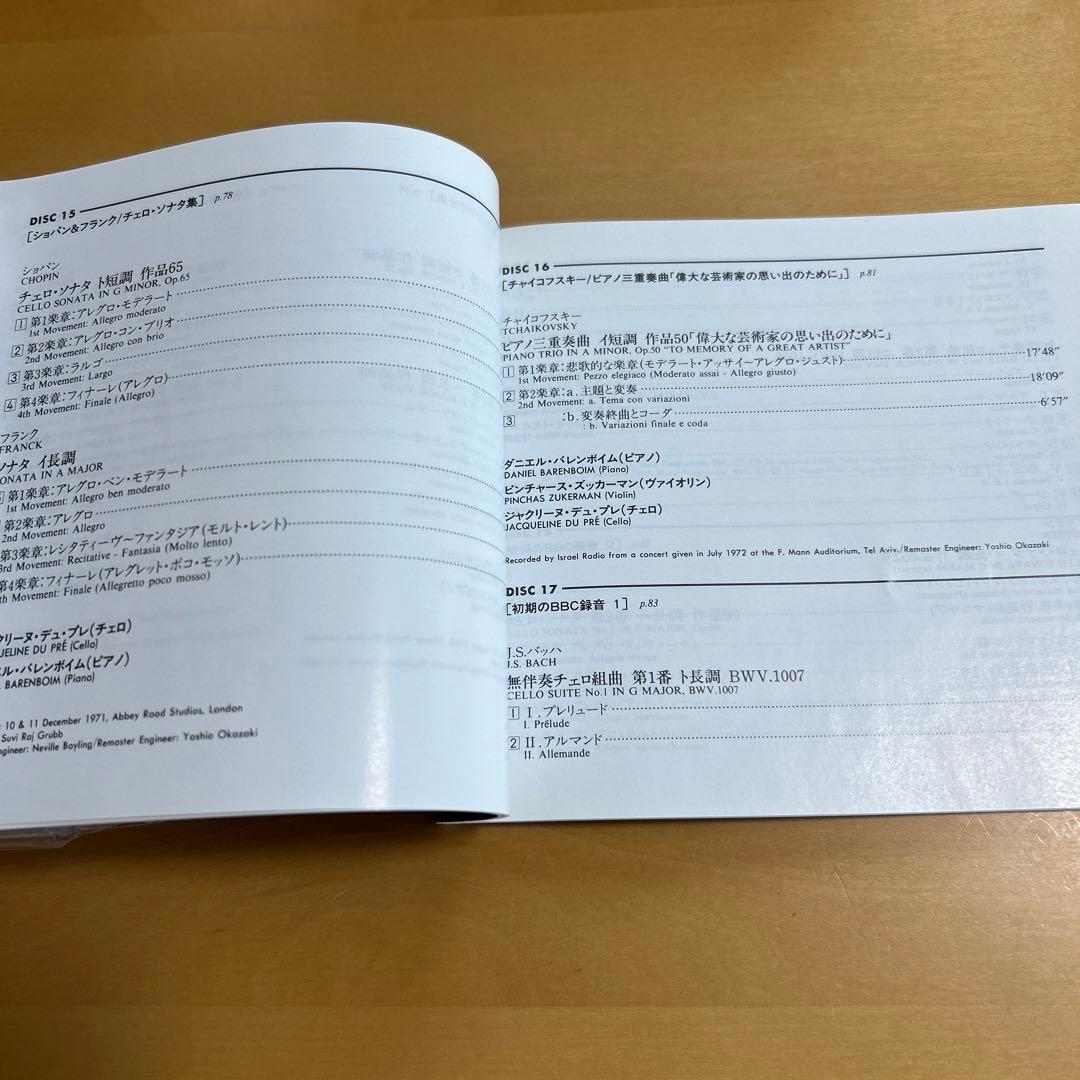 DISC 15
[ショパン&フランク/チェロ・ソナタ集] p.78
ショパン
CHOPIN
チェロ・ソナタ ト短調 作品65
CELLO SONATA IN G MINOR, Op.65
1 第1楽章:アレグロ・モデラート
1st Movement: Allegro moderato
2 第2楽章:アレグロ・コン・ブリオ
2nd Movement: Allegro con brio
3 第3楽章:ラルゴ
3rd Movement: Largo
4 第4楽章:フィナーレ(アレグロ)
4th Movement: Finale (Allegro)
フランク
FRANCK
ソナタ イ長調
SONATA IN A MAJOR
第1楽章:アレグロ・ベン・モデラート
1st Movement: Allegro ben moderato
第2楽章:アレグロ
2nd Movement: Allegro
第3楽章:レシタティーヴ〜ファンタジア(モルト・レント)
3rd Movement: Recitative - Fantasia (Molto lento)
第4楽章:フィナーレ(アレグレット・ポコ・モッソ)
th Movement: Finale (Allegretto poco mosso)
クリーヌ・デュ・プレ(チェロ)
UELINE DU PRÉ (Cello)
エル・バレンボイム(ピアノ)
BARENBOIM (Piano)
: 10 & 11 December 1971, Abbey Road Studios, London
Suvi Raj Grubb
gineer: Neville Boyling/Remaster Engineer: Yoshio Okazaki
DISC 16
[チャイコフスキー/ピアノ三重奏曲「偉大な芸術家の思い出のために」] p.81
チャイコフスキー
TCHAIKOVSKY
ピアノ三重奏曲 イ短調 作品50「偉大な芸術家の思い出のために」
PIANO TRIO IN A MINOR, Op.50 "TO MEMORY OF A GREAT ARTIST"
1 第1楽章:悲歌的な楽章(モデラート・アッサイ〜アレグロ・ジュスト) 17'48"
1st Movement: Pezzo elegiaco (Moderato assai - Allegro giusto)
2 第2楽章:a.主題と変奏 18'09"
2nd Movement: a. Tema con variazioni
3 :b.変奏終曲とコーダ 6'57"
: b. Variazioni finale e coda
ダニエル・バレンボイム(ピアノ)
DANIEL BARENBOIM (Piano)
ピンチャース・ズッカーマン(ヴァイオリン)
PINCHAS ZUKERMAN (Violin)
ジャクリーヌ・デュ・プレ(チェロ)
JACQUELINE DU PRÉ (Cello)
Recorded by Israel Radio from a concert given in July 1972 at the F. Mann Auditorium, Tel Aviv./Remaster Engineer: Yoshio Okazaki
DISC 17
[初期のBBC録音 1] p.83
J.S.バッハ
J.S. BACH
無伴奏チェロ組曲 第1番 ト長調 BWV.1007
CELLO SUITE No.1 IN G MAJOR, BWV.1007
1 I.プレリュード
I. Prélude
2 II.アルマンド
II. Allemande